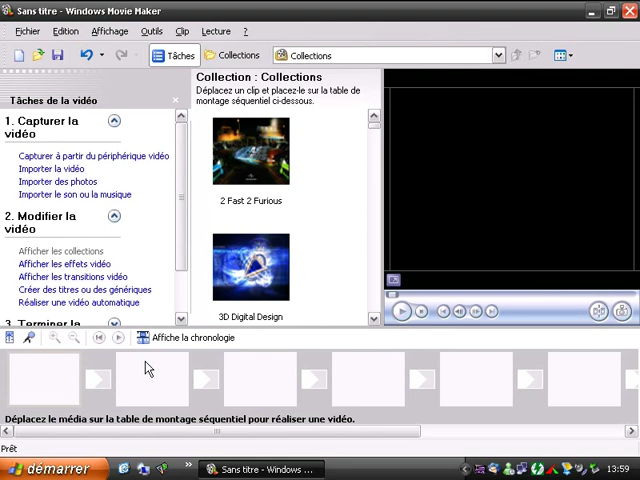 Sans titre - Windows Movie Maker
Fichier Edition Affichage Outils Clip Lecture ?
Tâches Collections Collections
Tâches de la vidéo
1. Capturer la
vidéo
Capturer à partir du périphérique vidéo
Importer la vidéo
Importer des photos
Importer le son ou la musique
2. Modifier la
vidéo
Afficher les collections
Afficher les effets vidéo
Afficher les transitions vidéo
Créer des titres ou des génériques
Réaliser une vidéo automatique
3. Terminer la
Collection : Collections
Déplacez un clip et placez-le sur la table de
montage séquentiel ci-dessous.
2 Fast 2 Furious
3D Digital Design
Affiche la chronologie
Déplacez le média sur la table de montage séquentiel pour réaliser une vidéo.
Prêt
démarrer
Sans titre - Windows ...
13:59